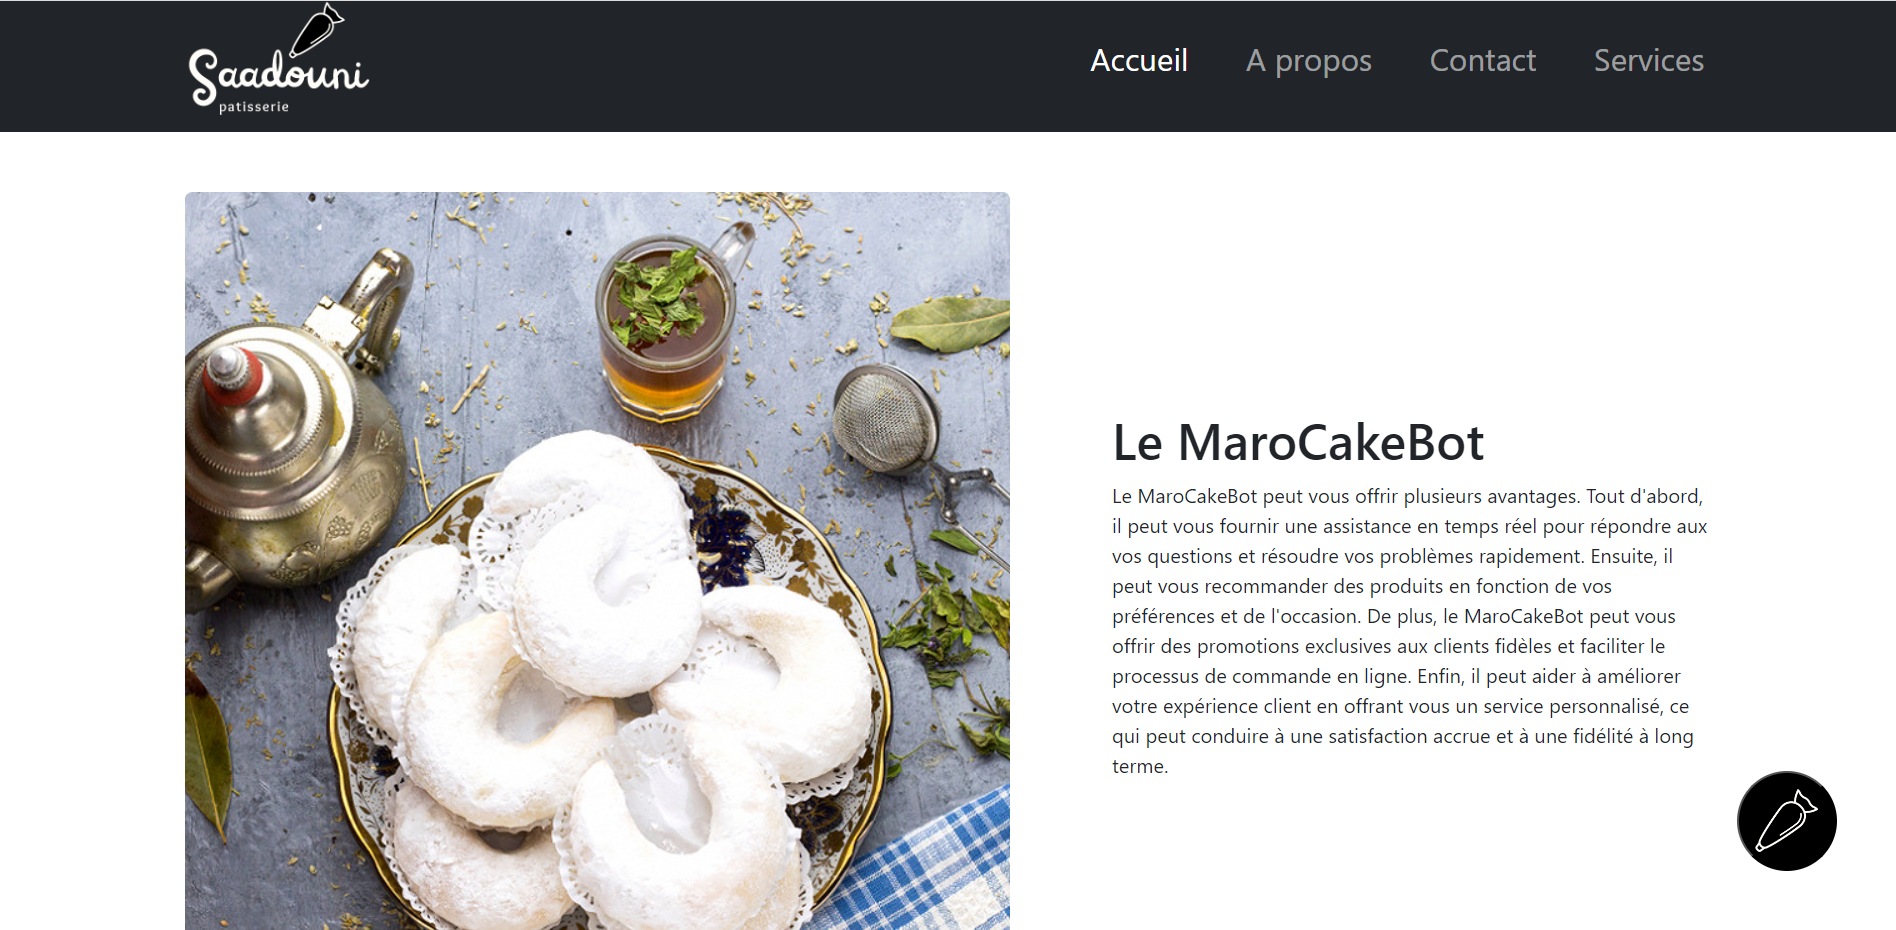 Saadouni
patisserie
Accueil
A propos
Contact
Services
Le MaroCakeBot
Le MaroCakeBot peut vous offrir plusieurs avantages. Tout d'abord,
il peut vous fournir une assistance en temps réel pour répondre aux
vos questions et résoudre vos problèmes rapidement. Ensuite, il
peut vous recommander des produits en fonction de vos
préférences et de l'occasion. De plus, le MaroCakeBot peut vous
offrir des promotions exclusives aux clients fidèles et faciliter le
processus de commande en ligne. Enfin, il peut aider à améliorer
votre expérience client en offrant vous un service personnalisé, ce
qui peut conduire à une satisfaction accrue et à une fidélité à long
terme.